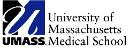 University of
Massachusetts
UMASS. Medical School